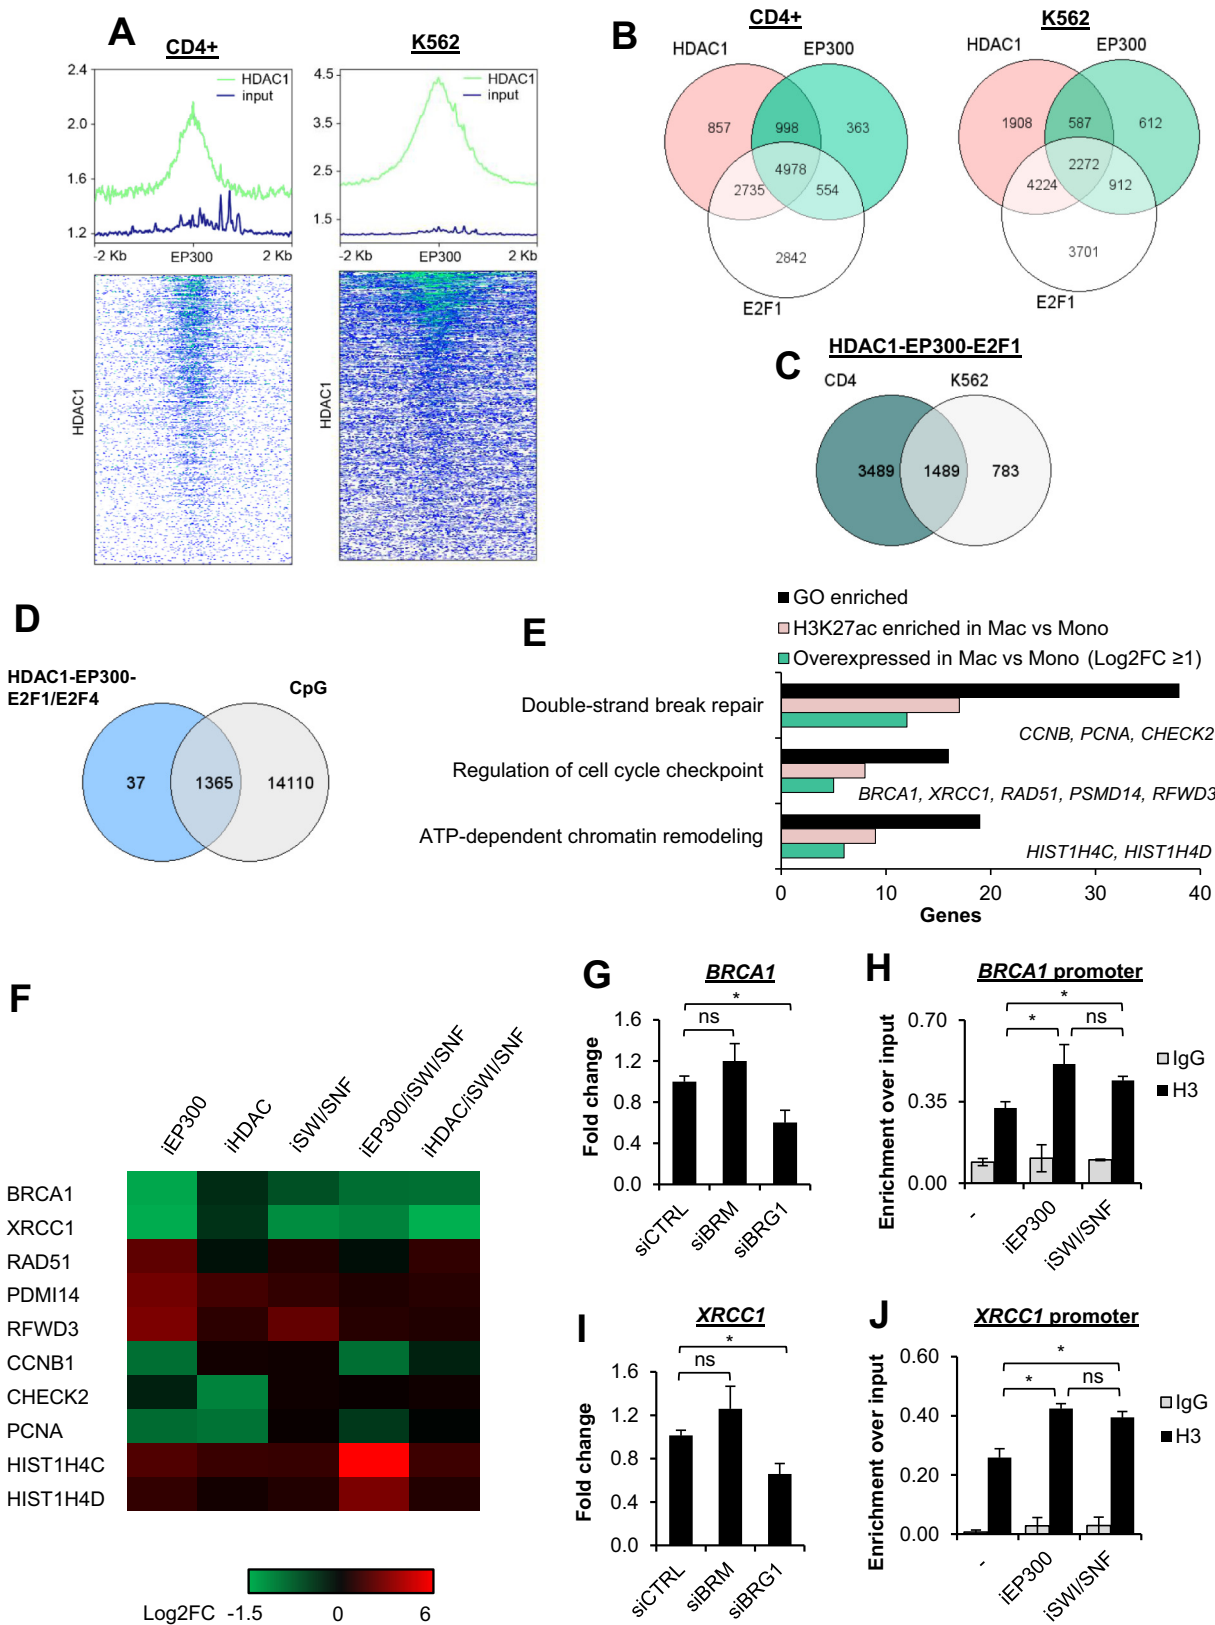 A
CD4+
K562
2.4
2.0
1.6
1.2
HDAC1
input
-2 Kb
EP300
2 Kb
4.5
3.5
2.5
1.5
HDAC1
input
-2 Kb
EP300
2 Kb
HDAC1
HDAC1
B
CD4+
K562
HDAC1
EP300
857
998
363
4978
2735
554
2842
E2F1
HDAC1
EP300
1908
587
612
2272
4224
912
3701
E2F1
C
HDAC1-EP300-E2F1
CD4
K562
3489
1489
783
D
HDAC1-EP300-
E2F1/E2F4
CpG
37
1365
14110
E
GO enriched
H3K27ac enriched in Mac vs Mono
Overexpressed in Mac vs Mono (Log2FC ≥1)
Double-strand break repair
CCNB, PCNA, CHECK2
Regulation of cell cycle checkpoint
BRCA1, XRCC1, RAD51, PSMD14, RFWD3
ATP-dependent chromatin remodeling
HIST1H4C, HIST1H4D
0
10
20
30
40
Genes
F
iEP300
iHDAC
iSWI/SNF
iEP300/iSWI/SNF
iHDAC/iSWI/SNF
BRCA1
XRCC1
RAD51
PDMI14
RFWD3
CCNB1
CHECK2
PCNA
HIST1H4C
HIST1H4D
Log2FC
-1.5
0
6
G
BRCA1
*
ns
Fold change
1.6
1.2
0.8
0.4
0.0
siCTRL
siBRM
siBRG1
H
BRCA1 promoter
*
*
ns
Enrichment over input
0.70
0.35
0.00
-
iEP300
iSWI/SNF
IgG
H3
I
XRCC1
*
ns
Fold change
1.6
1.2
0.8
0.4
0.0
siCTRL
siBRM
siBRG1
J
XRCC1 promoter
*
*
ns
Enrichment over input
0.60
0.40
0.20
0.00
-
iEP300
iSWI/SNF
IgG
H3